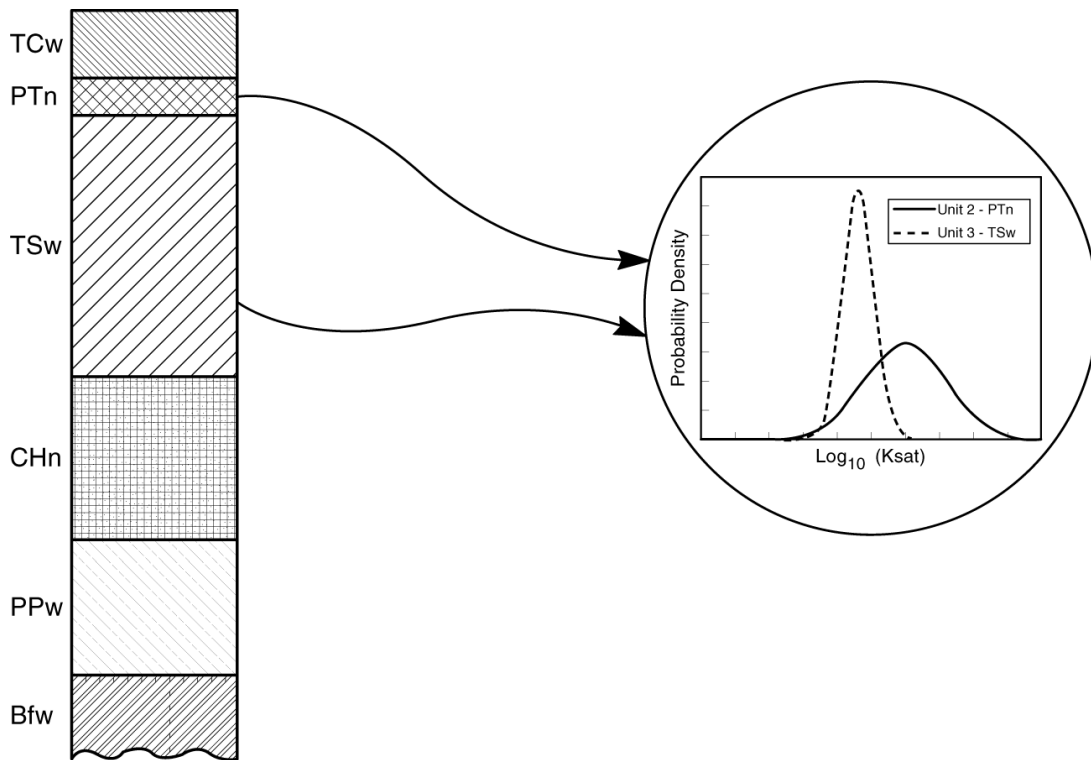 TCw
PTn
TSw
CHn
PPw
Bfw
Probability Density
Unit 2 - PTn
Unit 3 - TSw
Log10 (Ksat)